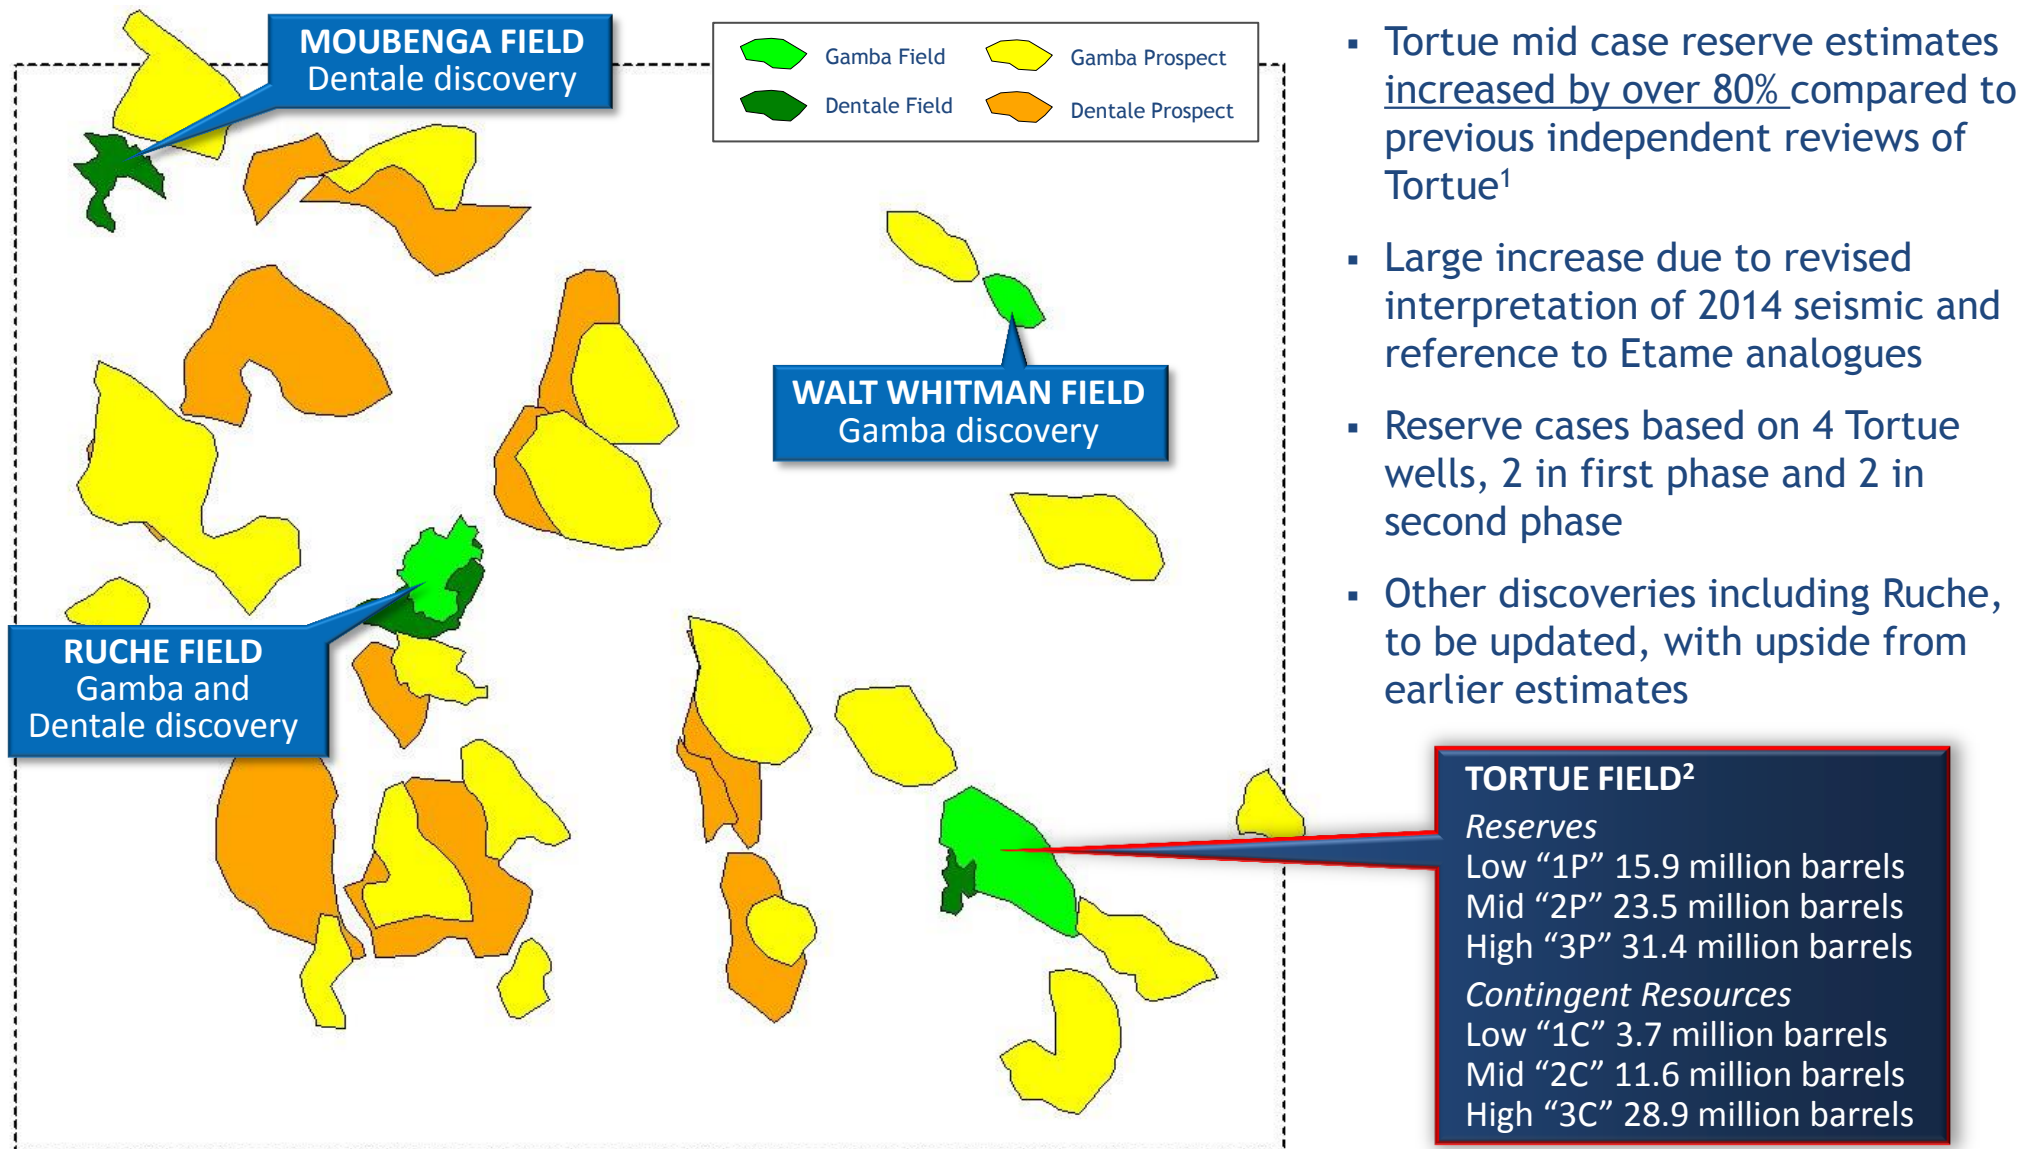 MOUBENGA FIELD
Dentale discovery
Gamba Field
Gamba Prospect
Dentale Field
Dentale Prospect
WALT WHITMAN FIELD
Gamba discovery
RUCHE FIELD
Gamba and
Dentale discovery
▪ Tortue mid case reserve estimates
increased by over 80% compared to
previous independent reviews of
Tortue¹
▪ Large increase due to revised
interpretation of 2014 seismic and
reference to Etame analogues
▪ Reserve cases based on 4 Tortue
wells, 2 in first phase and 2 in
second phase
▪ Other discoveries including Ruche,
to be updated, with upside from
earlier estimates
TORTUE FIELD²
Reserves
Low “1P” 15.9 million barrels
Mid “2P” 23.5 million barrels
High “3P” 31.4 million barrels
Contingent Resources
Low “1C” 3.7 million barrels
Mid “2C” 11.6 million barrels
High “3C” 28.9 million barrels